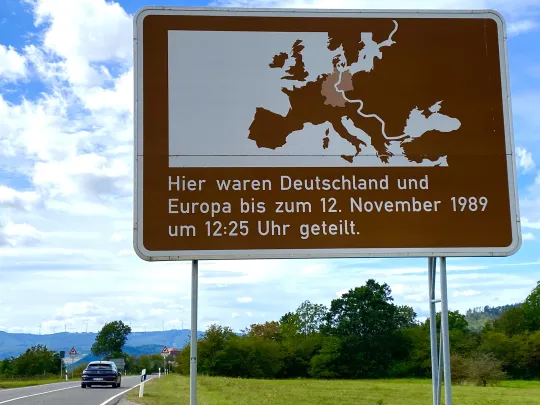 Hier waren Deutschland und
Europa bis zum 12. November 1989
um 12:25 Uhr geteilt.